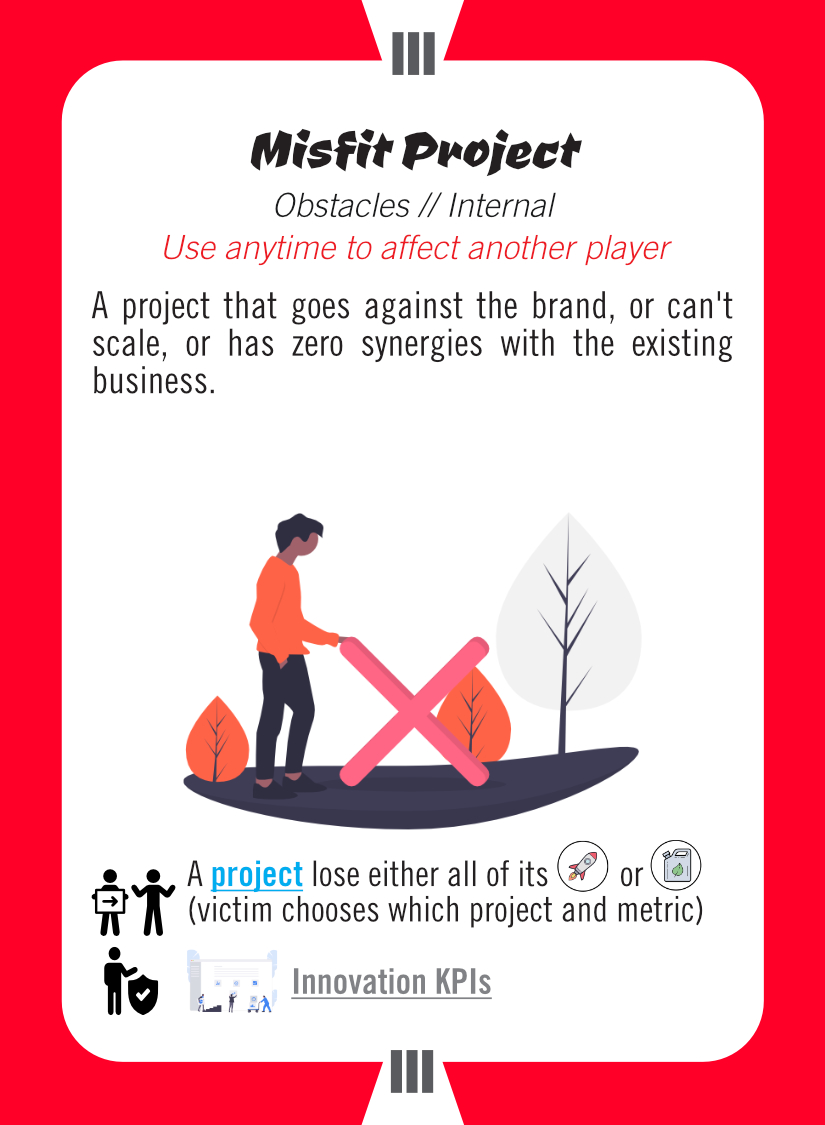 III
Misfit Project
Obstacles // Internal
Use anytime to affect another player
A project that goes against the brand, or can't
scale, or has zero synergies with the existing
business.
A project lose either all of its or
(victim chooses which project and metric)
Innovation KPIs
III